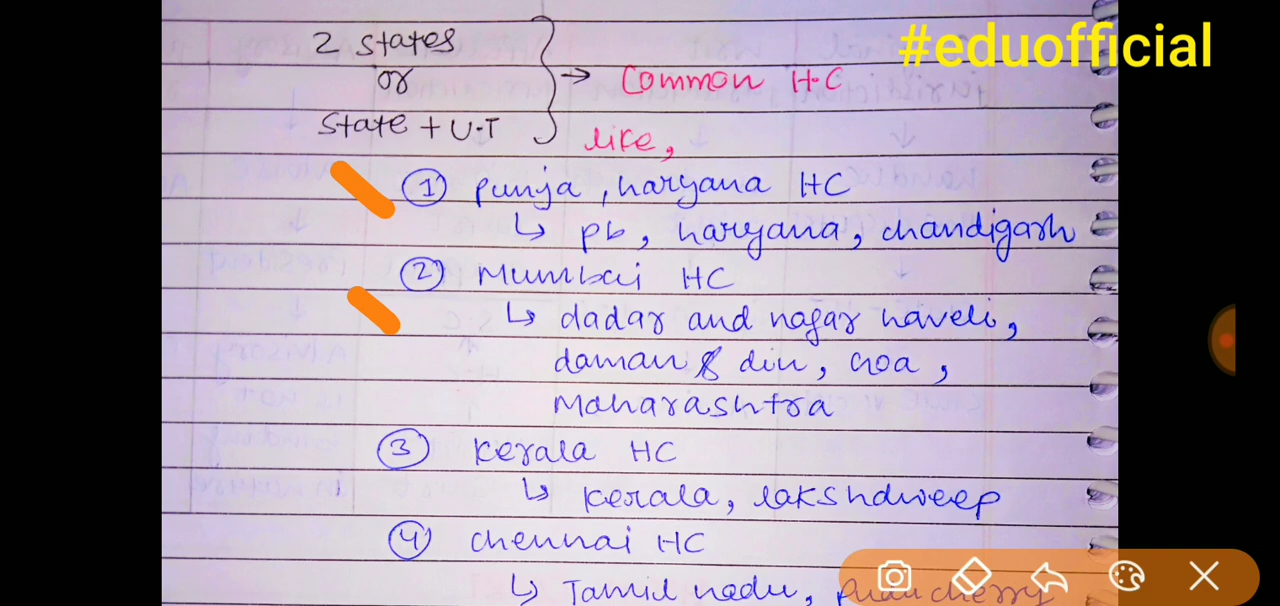 #eduofficial
2 states
or
State + U.T
→ Common H.C
like,
① punja, haryana HC
↳ pb, haryana, chandigarh
② Mumbai HC
↳ dadar and nagar haveli,
daman & diu, Goa,
Maharashtra
③ Kerala HC
↳ Kerala, lakshdweep
④ chennai HC
↳ Tamil nadu,